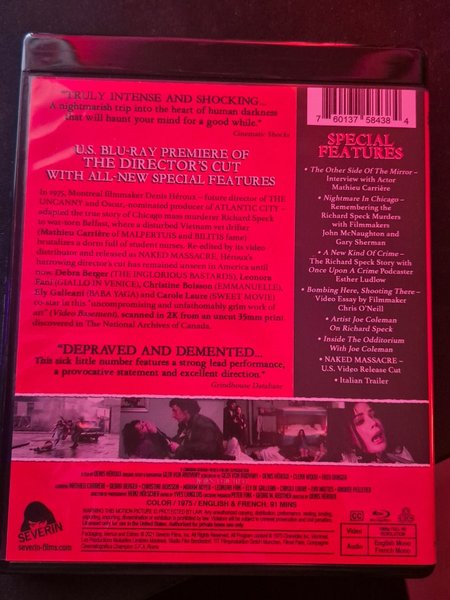 "TRULY INTENSE AND SHOCKING...
A nightmarish trip into the heart of human darkness
that will haunt your mind for a good while."
Cinematic Shocks
U.S. BLU-RAY PREMIERE OF
THE DIRECTOR'S CUT
WITH ALL-NEW SPECIAL FEATURES
In 1975, Montreal filmmaker Denis Héroux – future director of THE
UNCANNY and Oscar® nominated producer of ATLANTIC CITY –
adapted the true story of Chicago mass murderer Richard Speck
to war-torn Belfast, where a disturbed Vietnam vet drifter
(Mathieu Carrière of MALPERTUIS and BILITIS fame)
brutalizes a dorm full of student nurses. Re-edited by its video
distributor and released as NAKED MASSACRE, Héroux's
harrowing director's cut has remained unseen in America until
now. Debra Berger (THE INGLORIOUS BASTARDS), Leonora
Fani (GIALLO IN VENICE), Christine Boisson (EMMANUELLE),
Ely Galleani (BABA YAGA) and Carole Laure (SWEET MOVIE)
co-star in this "uncompromising and unfathomably grim work of
art" (Video Basement), scanned in 2K from an uncut 35mm print
discovered in The National Archives of Canada.
"DEPRAVED AND DEMENTED...
This sick little number features a strong lead performance,
a provocative statement and excellent direction."
Grindhouse Database
7 60137 58438 4
SPECIAL
FEATURES
• The Other Side Of The Mirror –
Interview with Actor
Mathieu Carrière
• Nightmare In Chicago –
Remembering the
Richard Speck Murders
with Filmmakers
John McNaughton and
Gary Sherman
• A New Kind Of Crime –
The Richard Speck Story with
Once Upon A Crime Podcaster
Esther Ludlow
• Bombing Here, Shooting There –
Video Essay by Filmmaker
Chris O'Neill
• Artist Joe Coleman
On Richard Speck
• Inside The Odditorium
With Joe Coleman
• NAKED MASSACRE –
U.S. Video Release Cut
• Italian Trailer
COLOR / 1975 / ENGLISH & FRENCH / 91 MINS
SEVERIN
severin-films.com
CC
Video
Audio
English Mono
French Mono